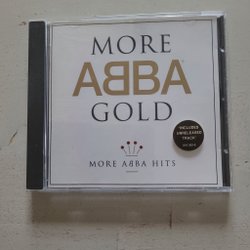 MORE
ABBA
GOLD
MORE ABBA HITS
"INCLUDES
UNRELEASED
TRACK"